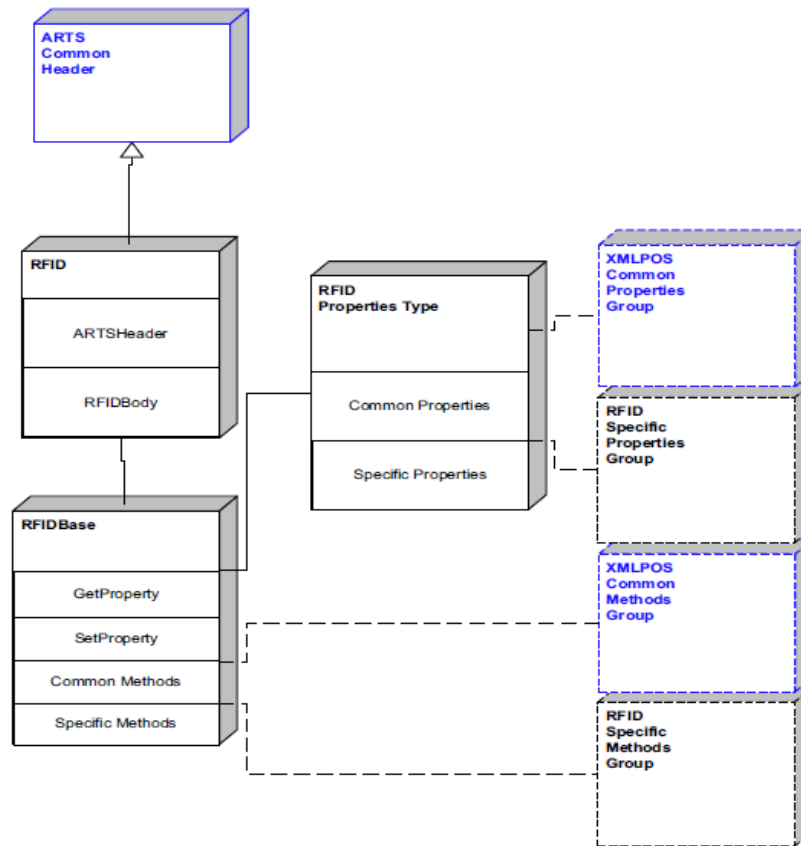 ARTS
Common
Header
RFID
ARTSHeader
RFIDBody
RFIDBase
GetProperty
SetProperty
Common Methods
Specific Methods
RFID
Properties Type
Common Properties
Specific Properties
XMLPOS
Common
Properties
Group
RFID
Specific
Properties
Group
XMLPOS
Common
Methods
Group
RFID
Specific
Methods
Group